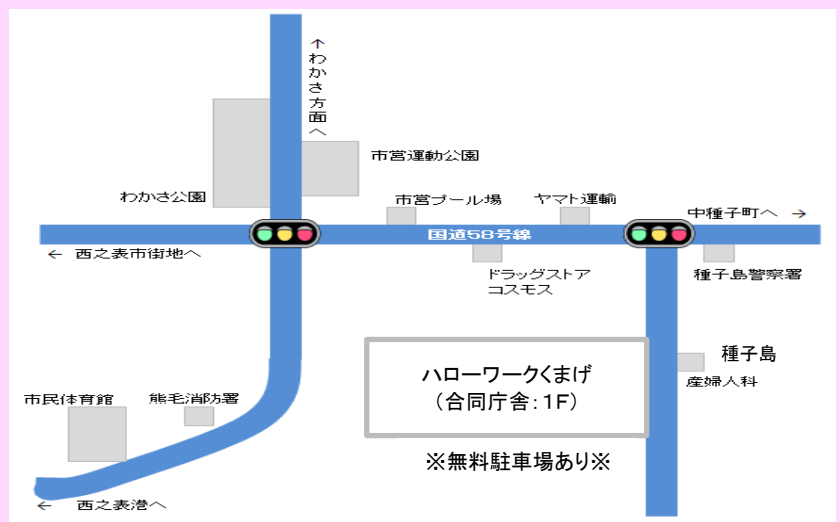 ↑わかさ方面へ
市営運動公園
わかさ公園
市営プール場
ヤマト運輸
中種子町へ →
国道58号線
← 西之表市街地へ
ドラッグストア
コスモス
種子島警察署
ハローワークくまげ
（合同庁舎：1F）
種子島
産婦人科
市民体育館
熊毛消防署
※無料駐車場あり※
← 西之表港へ